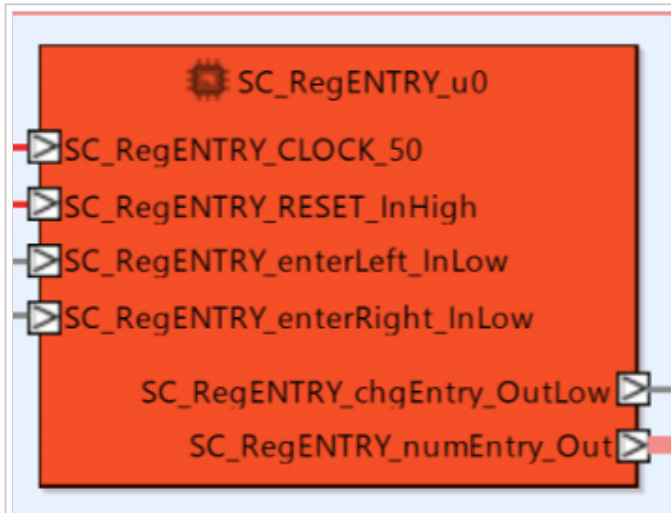 SC_RegENTRY_u0
SC_RegENTRY_CLOCK_50
SC_RegENTRY_RESET_InHigh
SC_RegENTRY_enterLeft_InLow
SC_RegENTRY_enterRight_InLow
SC_RegENTRY_chgEntry_OutLow
SC_RegENTRY_numEntry_Out